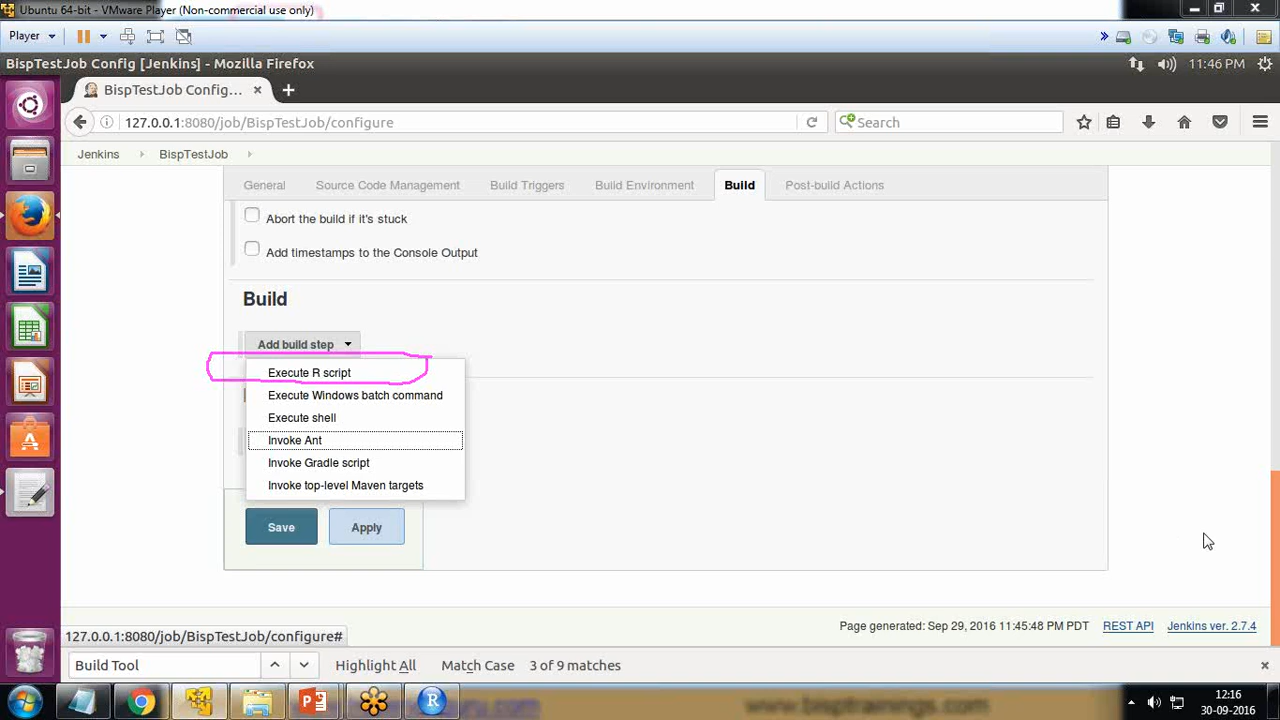 Ubuntu 64-bit - VMware Player (Non-commercial use only)
Player
BispTestJob Config [Jenkins] - Mozilla Firefox
11:46 PM
BispTestJob Config...
127.0.0.1:8080/job/BispTestJob/configure
Search
Jenkins
BispTestJob
General
Source Code Management
Build Triggers
Build Environment
Build
Post-build Actions
Abort the build if it's stuck
Add timestamps to the Console Output
Build
Add build step
Execute R script
Execute Windows batch command
Execute shell
Invoke Ant
Invoke Gradle script
Invoke top-level Maven targets
Save
Apply
Page generated: Sep 29, 2016 11:45:48 PM PDT
REST API
Jenkins ver. 2.7.4
127.0.0.1:8080/job/BispTestJob/configure#
Build Tool
Highlight All
Match Case
3 of 9 matches
12:16
30-09-2016